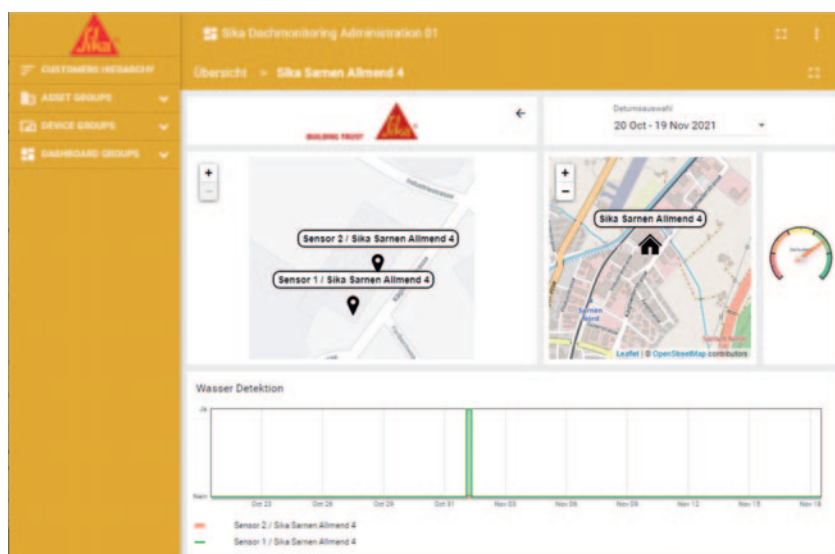 Sika
Sika Dachmonitoring Administration 01
CUSTOMERS HIERARCHY
Übersicht > Sika Sarnen Allmend 4
ASSET GROUPS
DEVICE GROUPS
DASHBOARD GROUPS
BUILDING TRUST
Sika
Datumsauswahl
20 Oct - 19 Nov 2021
+
−
Industriestrasse
Sensor 2 / Sika Sarnen Allmend 4
Sensor 1 / Sika Sarnen Allmend 4
+
−
Sika Sarnen Allmend 4
Sarnen Nord
Leaflet | © OpenStreetMap contributors
Wasser Detektion
Ja
Nein
Oct 23 Oct 26 Oct 29 Oct 31 Nov 03 Nov 06 Nov 09 Nov 12 Nov 15 Nov 18
Sensor 2 / Sika Sarnen Allmend 4
Sensor 1 / Sika Sarnen Allmend 4